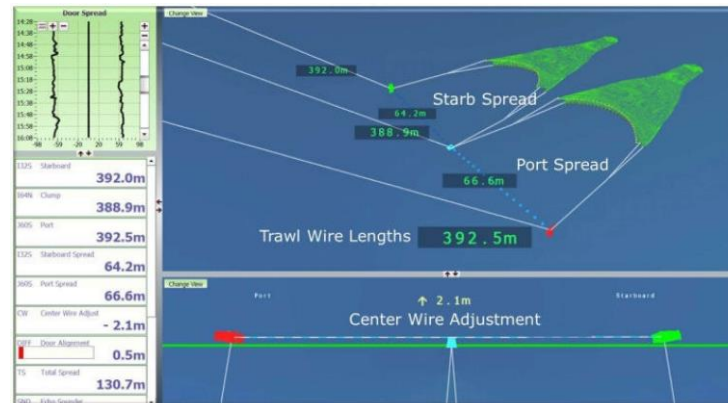 Door Spread
14:28
14:38
14:48
14:58
15:08
15:18
15:28
15:38
15:48
15:58
16:08
-98 -59 -20 20 59 98
Starboard
392.0m
Clump
388.9m
Port
392.5m
Starboard Spread
64.2m
Port Spread
66.6m
CW Center Wire Adjust
- 2.1m
DIFF Door Alignment
0.5m
TS Total Spread
130.7m
Echo Sounder
Change View
392.0m
Starb Spread
64.2m
388.9m
Port Spread
66.6m
Trawl Wire Lengths 392.5m
Change View
Port
↑ 2.1m
Starboard
Center Wire Adjustment